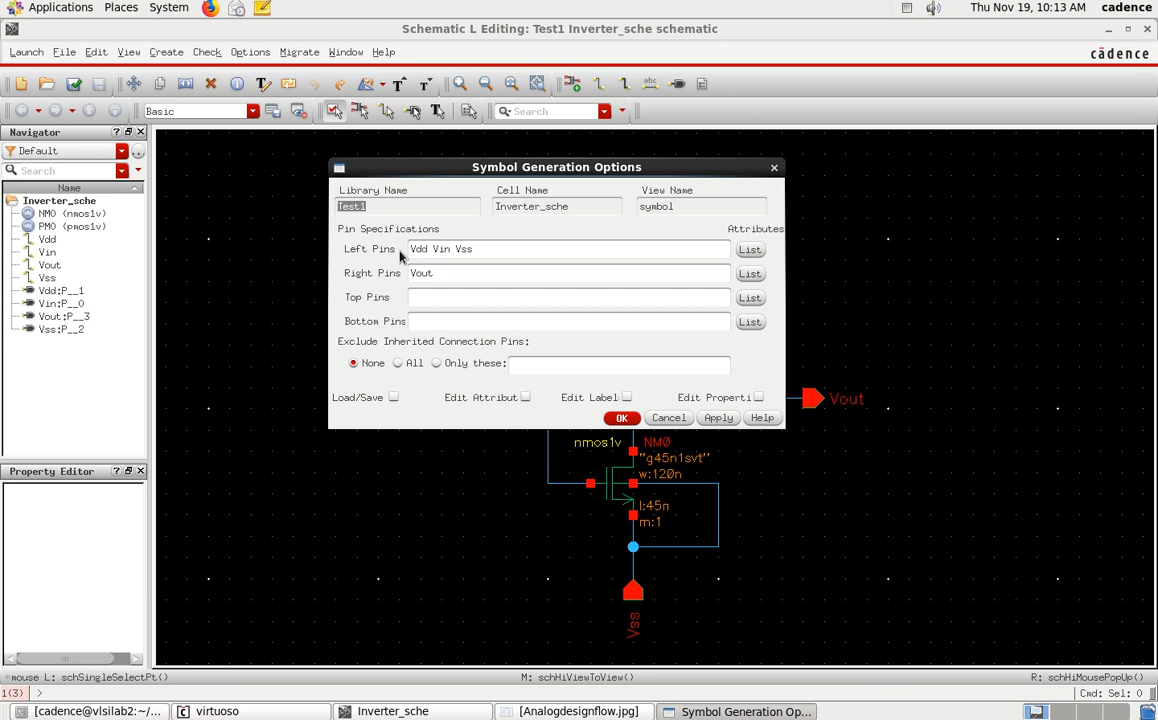 Applications Places System Thu Nov 19, 10:13 AM cadence
Schematic L Editing: Test1 Inverter_sche schematic
Launch File Edit View Create Check Options Migrate Window Help cādence
Basic Search
Navigator
Default
Search
Name
Inverter_sche
NM0 (nmos1v)
PM0 (pmos1v)
Vdd
Vin
Vout
Vss
Vdd:P__1
Vin:P__0
Vout:P__3
Vss:P__2
Property Editor
Symbol Generation Options
Library Name Cell Name View Name
Test1 Inverter_sche symbol
Pin Specifications Attributes
Left Pins Vdd Vin Vss List
Right Pins Vout List
Top Pins List
Bottom Pins List
Exclude Inherited Connection Pins:
None All Only these:
Load/Save Edit Attribut Edit Label Edit Properti
OK Cancel Apply Help
Vout
nmos1v NM0
"g45n1svt"
w:120n
l:45n
m:1
Vss
mouse L: schSingleSelectPt() M: schHiViewToView() R: schHiMousePopUp()
1(3) > Cmd: Sel: 0
[cadence@vlsilab2:~/... virtuoso Inverter_sche [Analogdesignflow.jpg] Symbol Generation Op...